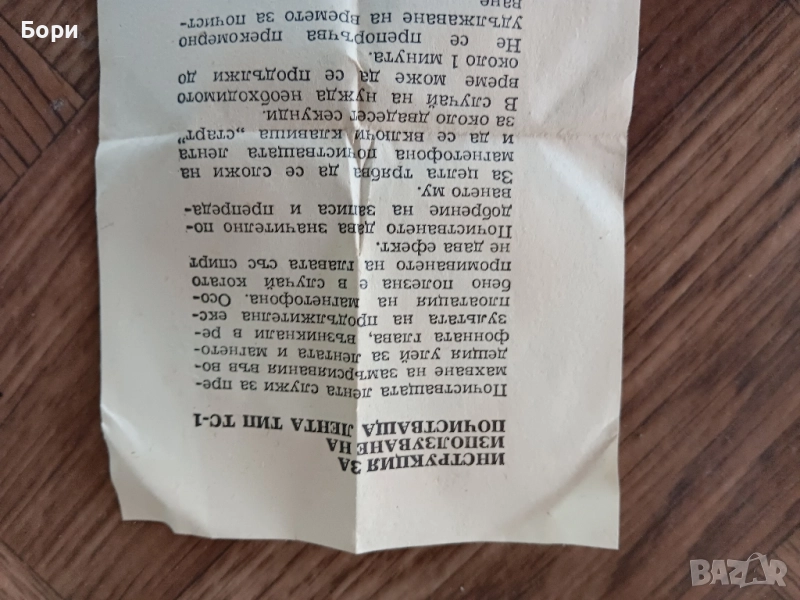 ИНСТРУКЦИЯ ЗА
ИЗПОЛЗУВАНЕ НА
ПОЧИСТВАЩА ЛЕНТА ТИП ТС-1
Почистващата лента служи за пре-
махване на замърсявания във во-
дещия улей за лентата и магнето-
фонната глава, възникнали в ре-
зултата на продължителна екс-
плоатация на магнетофона. Осо-
бено полезна е в случай когато
промиването на главата със спирт
не дава ефект.
Почистването дава значително по-
добрение на записа и препреда-
ването му.
За целта трябва да се сложи на
магнетофона почистващата лента
и да се включи клавиша „старт"
за около двадесет секунди.
В случай на нужда необходимото
време може да се продължи до
около 1 минута.
Не се препоръчва прекомерно
удължаване на времето за почист-
ване
Бори
BAZAR